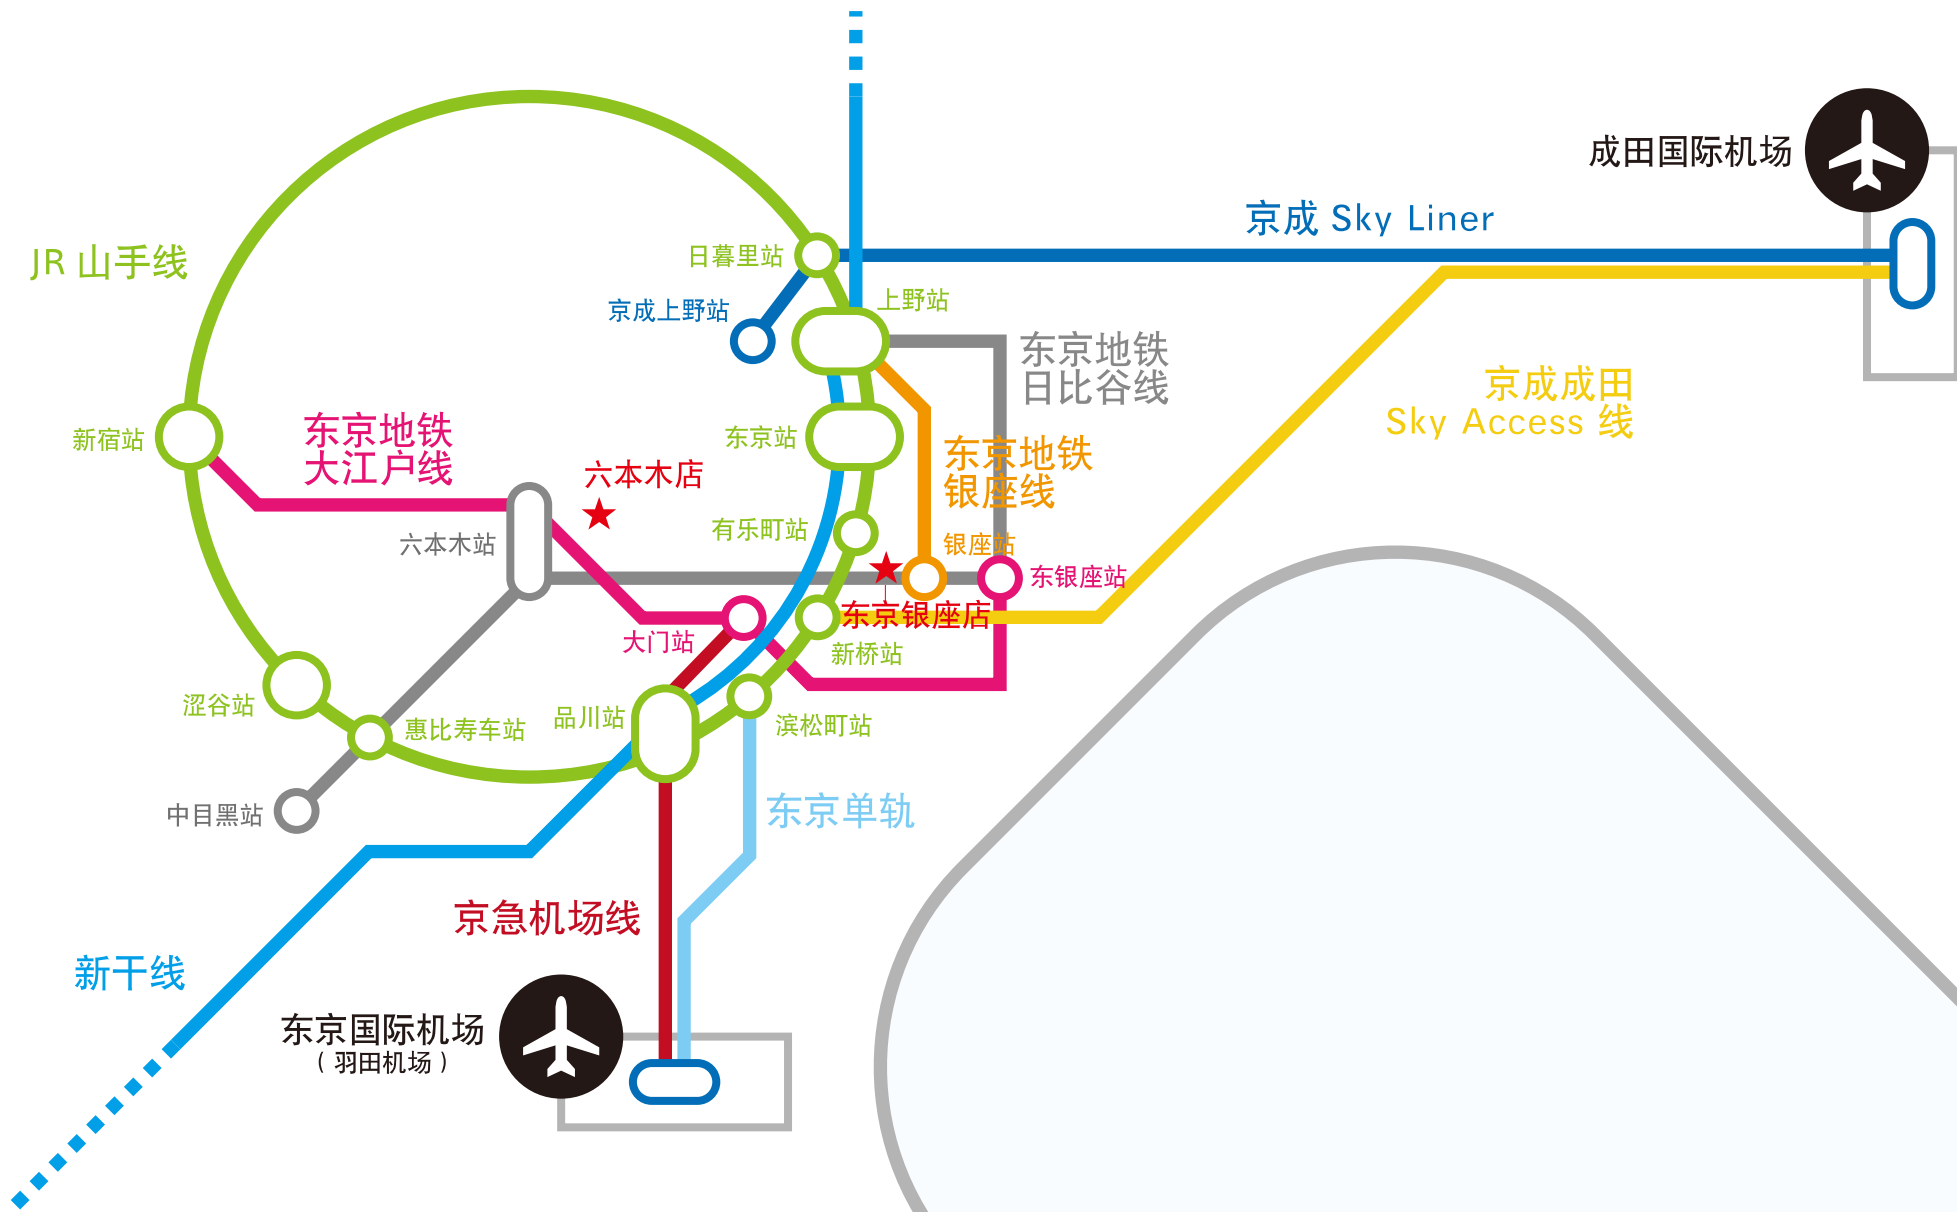 成田国际机场
京成 Sky Liner
JR 山手线
日暮里站
京成上野站
上野站
东京地铁
日比谷线
京成成田
Sky Access 线
新宿站
东京地铁
大江户线
东京站
东京地铁
银座线
六本木店
有乐町站
六本木站
银座站
东银座站
东京银座店
大门站
新桥站
涩谷站
惠比寿车站
品川站
滨松町站
中目黑站
东京单轨
京急机场线
新干线
东京国际机场
( 羽田机场 )